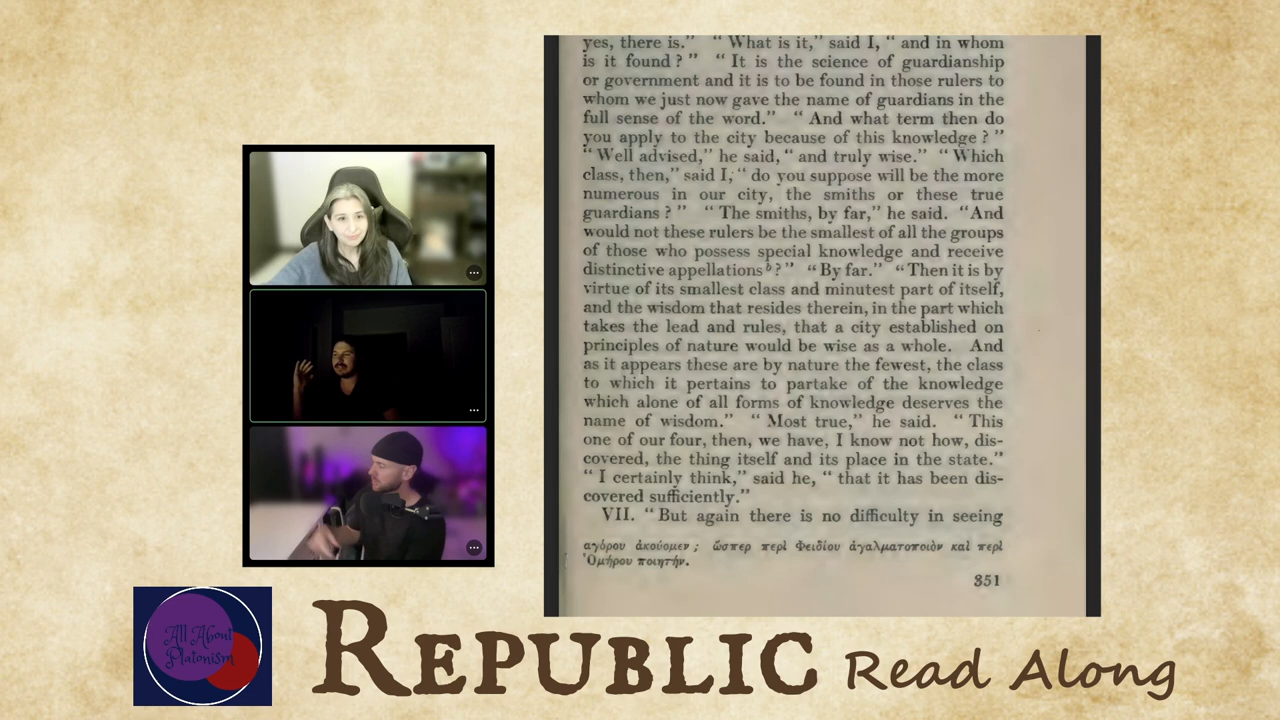 yes, there is.” “ What is it,” said I, “ and in whom
is it found ? ” “ It is the science of guardianship
or government and it is to be found in those rulers to
whom we just now gave the name of guardians in the
full sense of the word.” “ And what term then do
you apply to the city because of this knowledge ? ”
“ Well advised,” he said, “ and truly wise.” “ Which
class, then,” said I, “ do you suppose will be the more
numerous in our city, the smiths or these true
guardians ? ” “ The smiths, by far,” he said. “And
would not these rulers be the smallest of all the groups
of those who possess special knowledge and receive
distinctive appellations b ? ” “ By far.” “ Then it is by
virtue of its smallest class and minutest part of itself,
and the wisdom that resides therein, in the part which
takes the lead and rules, that a city established on
principles of nature would be wise as a whole. And
as it appears these are by nature the fewest, the class
to which it pertains to partake of the knowledge
which alone of all forms of knowledge deserves the
name of wisdom.” “ Most true,” he said. “ This
one of our four, then, we have, I know not how, dis-
covered, the thing itself and its place in the state.”
“ I certainly think,” said he, “ that it has been dis-
covered sufficiently.”
VII. “ But again there is no difficulty in seeing
αγόρου ἀκούομεν ; ὥσπερ περὶ Φειδίου ἀγαλματοποιὸν καὶ περὶ
Ὁμήρου ποιητήν.
351
All About
Platonism
REPUBLIC Read Along